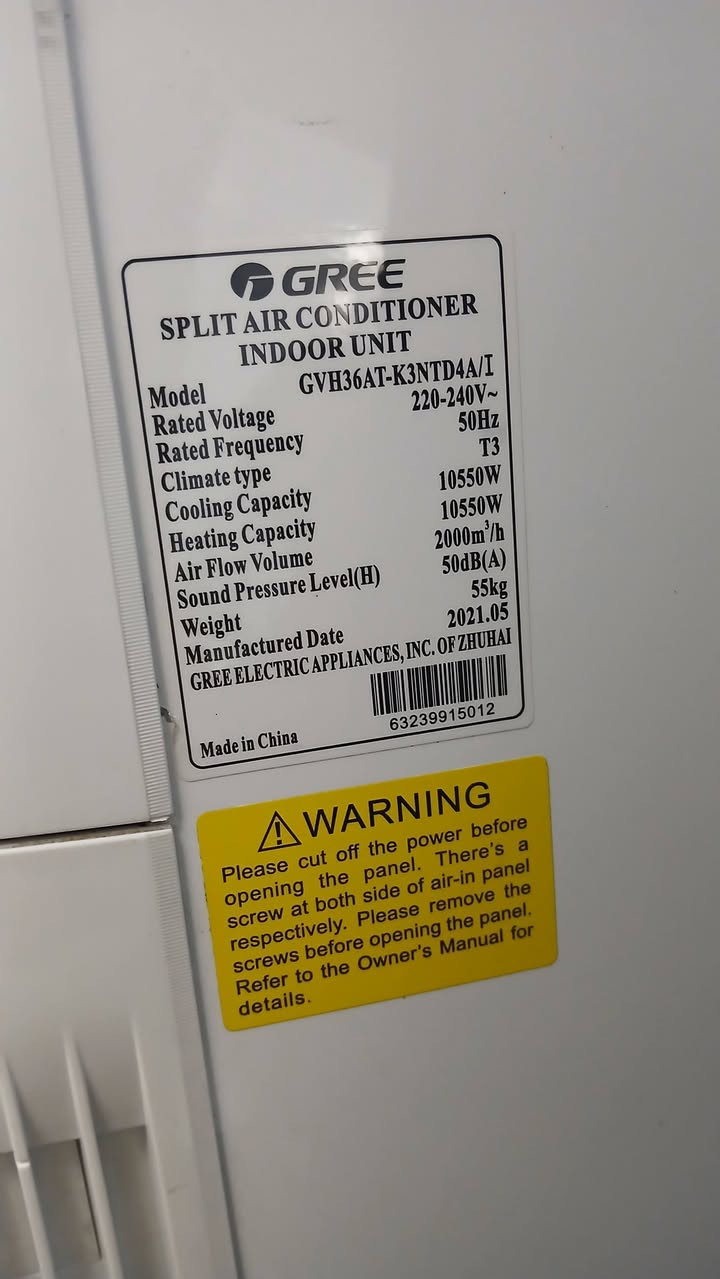 GREE
SPLIT AIR CONDITIONER
INDOOR UNIT
Model GVH36AT-K3NTD4A/I
Rated Voltage 220-240V~
Rated Frequency 50Hz
Climate type T3
Cooling Capacity 10550W
Heating Capacity 10550W
Air Flow Volume 2000m³/h
Sound Pressure Level(H) 50dB(A)
Weight 55kg
Manufactured Date 2021.05
GREE ELECTRIC APPLIANCES, INC. OF ZHUHAI
63239915012
Made in China
WARNING
Please cut off the power before
opening the panel. There's a
screw at both side of air-in panel
respectively. Please remove the
screws before opening the panel.
Refer to the Owner's Manual for
details.